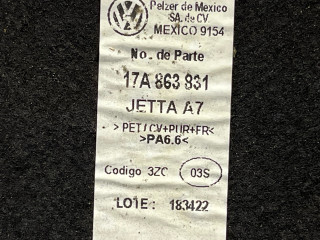 Pelzer de Mexico
SA. de CV
MEXICO 9154
No. de Parte
17A 863 831
JETTA A7
>PET/CV+PUR+FR<
>PA6.6<
Codigo 3ZC 03S
LOTE: 183422